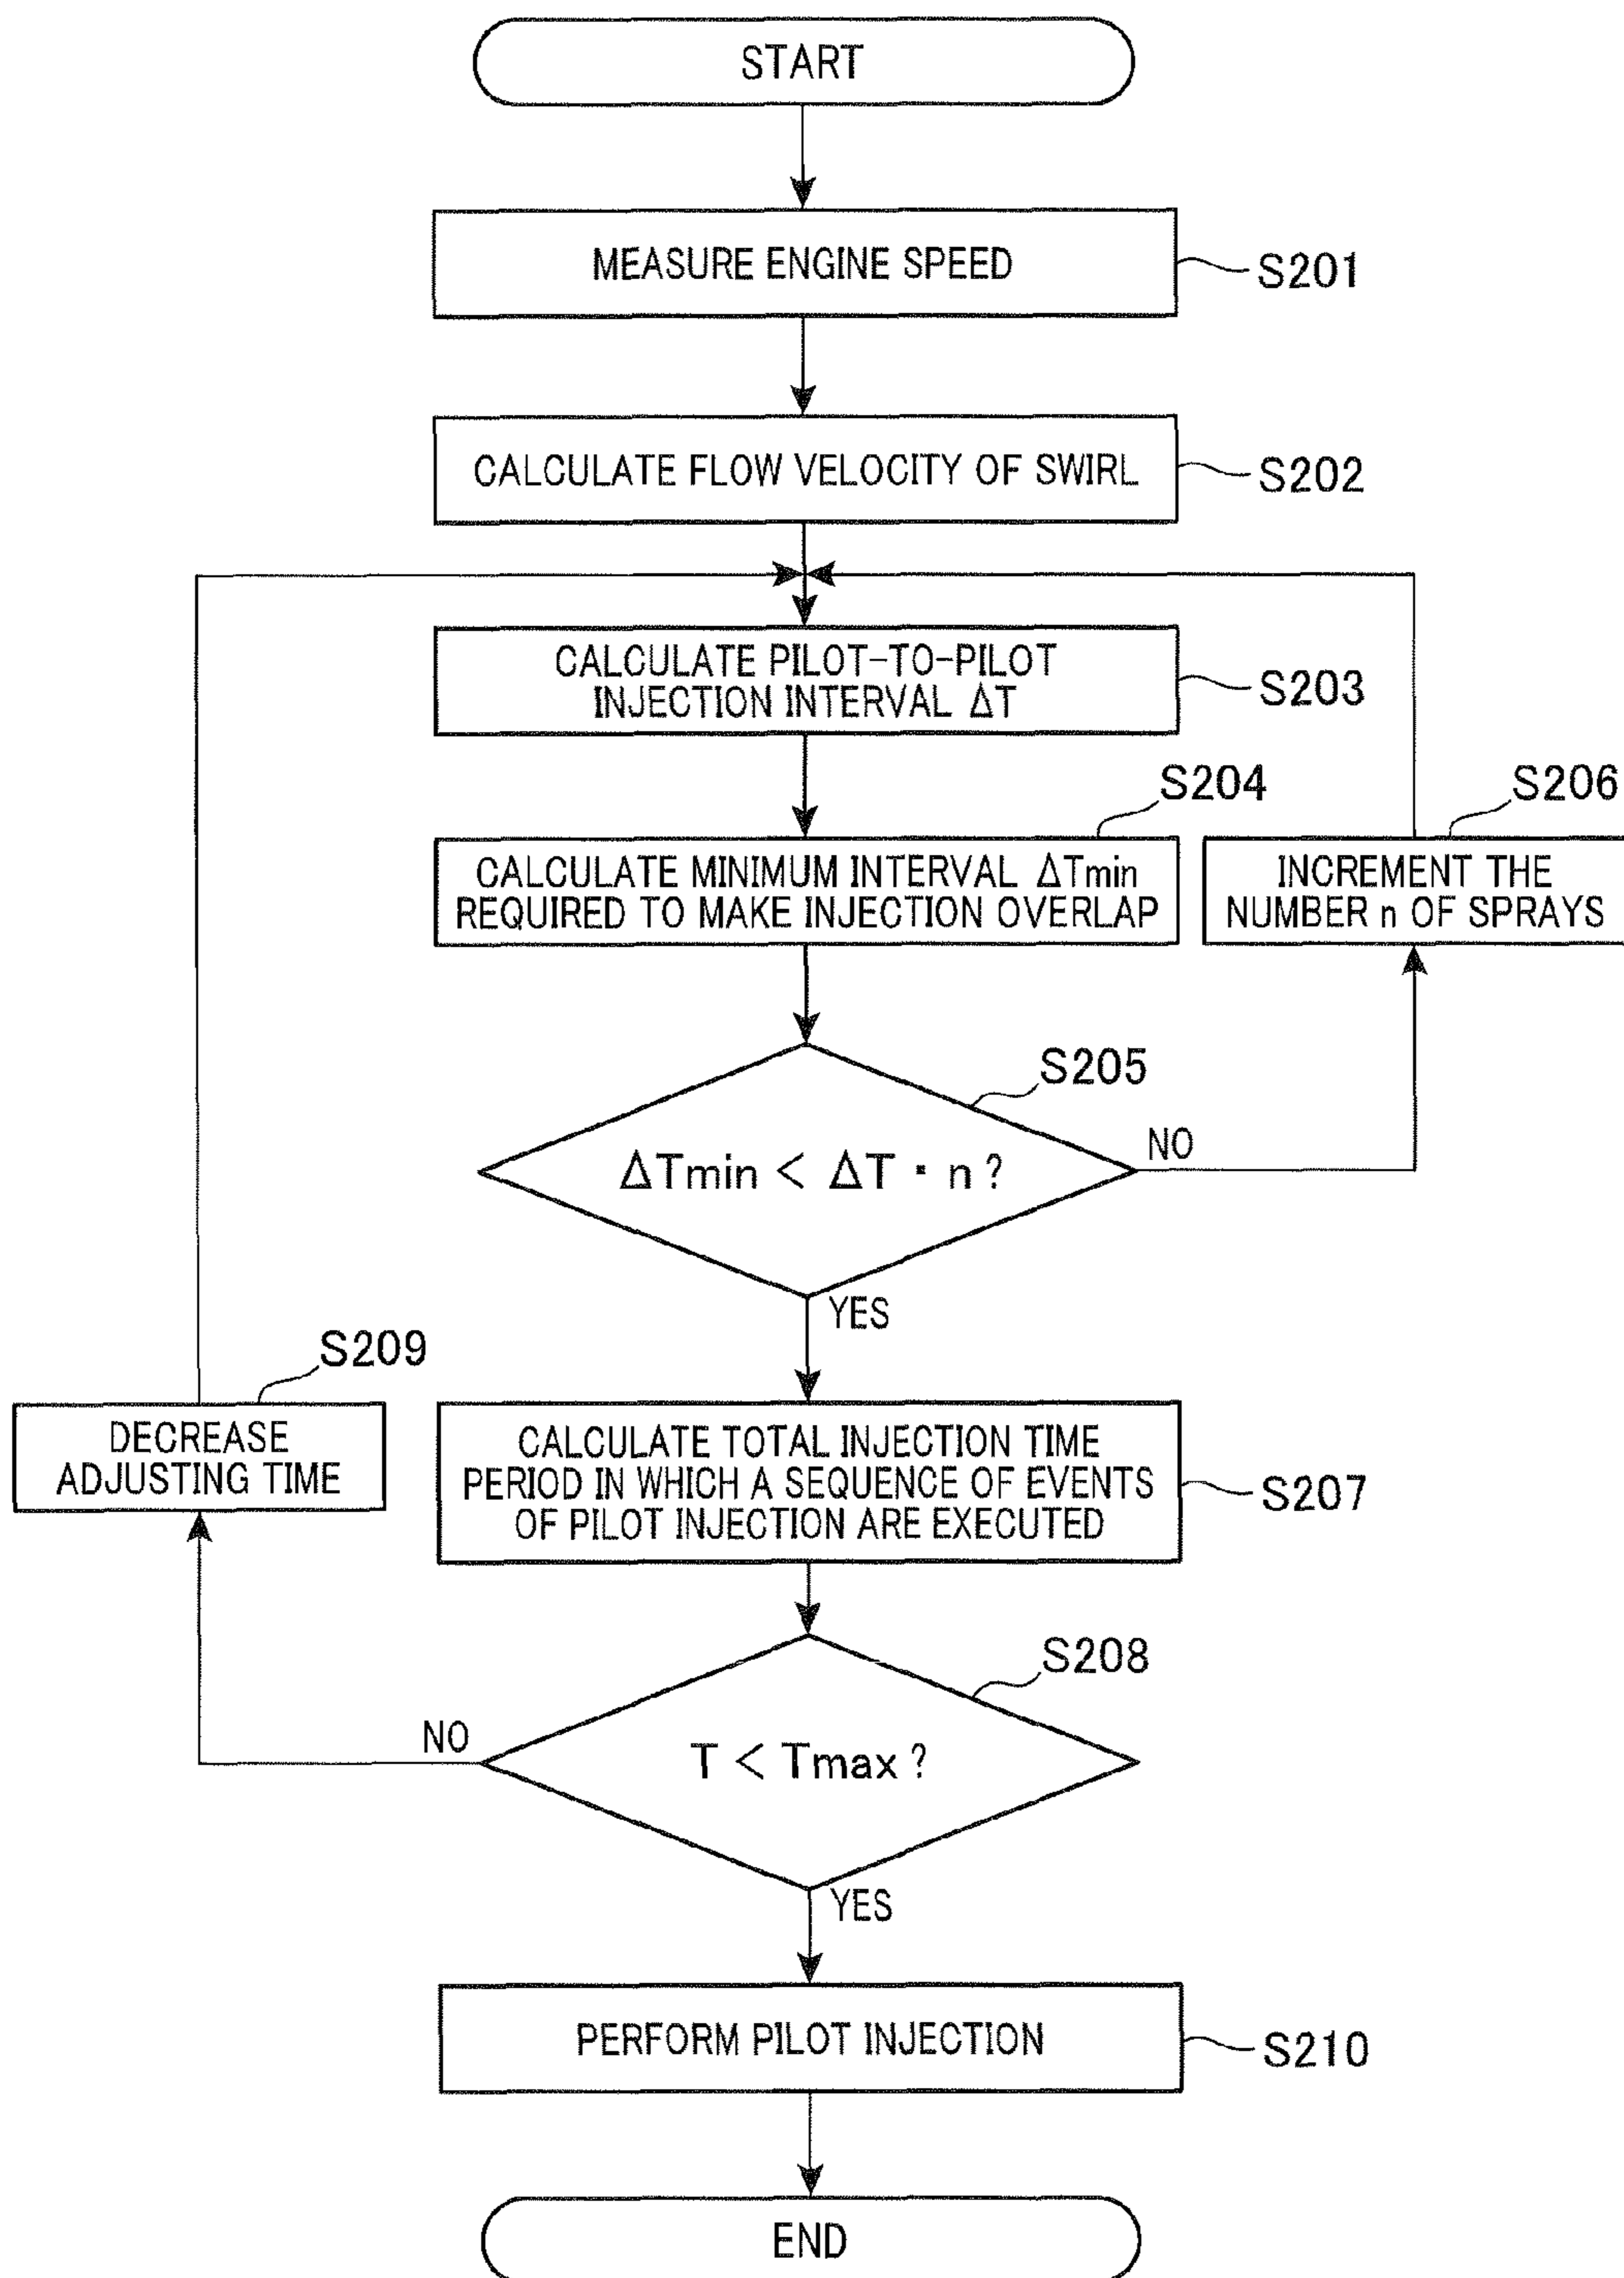 START
MEASURE ENGINE SPEED
S201
CALCULATE FLOW VELOCITY OF SWIRL
S202
CALCULATE PILOT-TO-PILOT
INJECTION INTERVAL ΔT
S203
S204
CALCULATE MINIMUM INTERVAL ΔTmin
REQUIRED TO MAKE INJECTION OVERLAP
S206
INCREMENT THE
NUMBER n OF SPRAYS
S205
ΔTmin < ΔT · n ?
NO
YES
S209
DECREASE
ADJUSTING TIME
CALCULATE TOTAL INJECTION TIME
PERIOD IN WHICH A SEQUENCE OF EVENTS
OF PILOT INJECTION ARE EXECUTED
S207
S208
T < Tmax ?
NO
YES
PERFORM PILOT INJECTION
S210
END